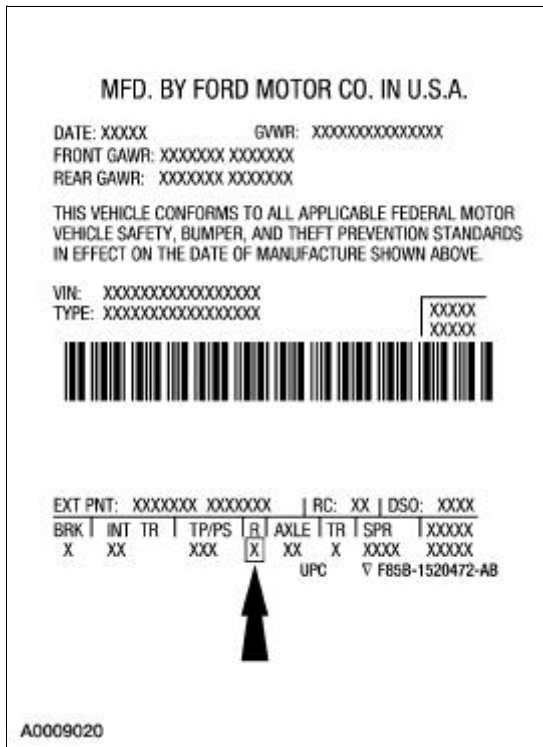 MFD. BY FORD MOTOR CO. IN U.S.A.
DATE: XXXXX GVWR: XXXXXXXXXXXXXXX
FRONT GAWR: XXXXXXX XXXXXXX
REAR GAWR: XXXXXXX XXXXXXX
THIS VEHICLE CONFORMS TO ALL APPLICABLE FEDERAL MOTOR
VEHICLE SAFETY, BUMPER, AND THEFT PREVENTION STANDARDS
IN EFFECT ON THE DATE OF MANUFACTURE SHOWN ABOVE.
VIN: XXXXXXXXXXXXXXXXX
TYPE: XXXXXXXXXXXXXXXXX
XXXXX
XXXXX
EXT PNT: XXXXXXX XXXXXXX | RC: XX | DSO: XXXX
BRK | INT TR | TP/PS | R | AXLE | TR | SPR | XXXXX
X XX XXX X XX X XXXX XXXXX
UPC ∇ F85B-1520472-AB
A0009020